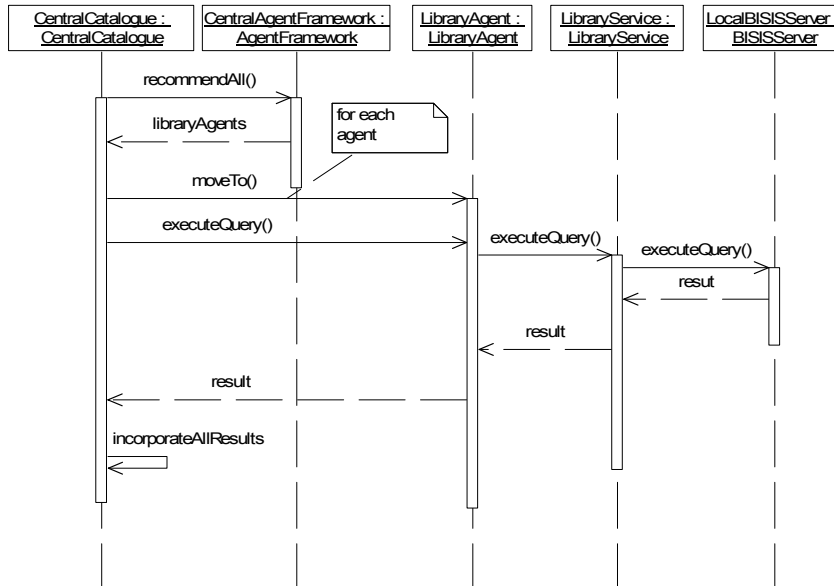 CentralCatalogue :
CentralCatalogue
CentralAgentFramework :
AgentFramework
LibraryAgent :
LibraryAgent
LibraryService :
LibraryService
LocalBISISServer :
BISISServer
recommendAll()
for each
agent
libraryAgents
moveTo()
executeQuery()
executeQuery()
executeQuery()
resut
result
result
incorporateAllResults